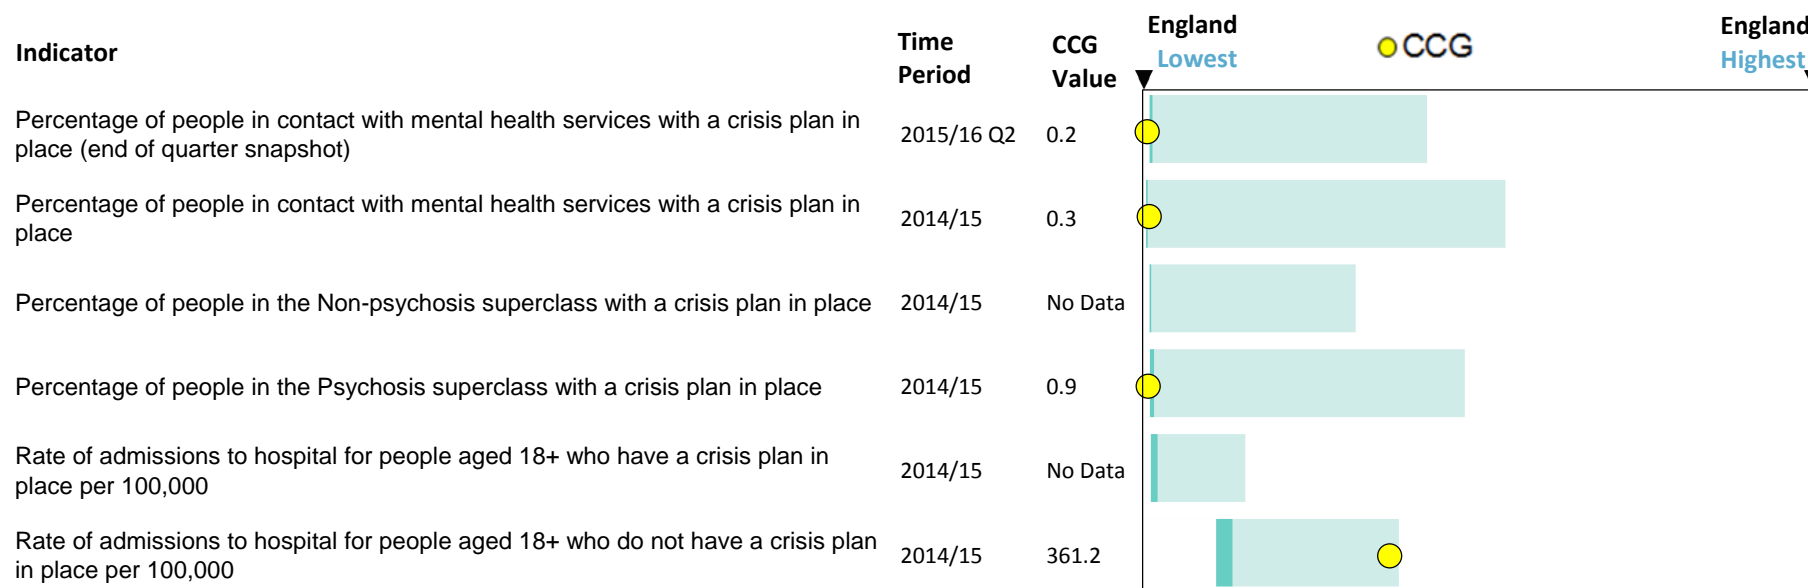 Indicator
Time Period
CCG Value
England Lowest
CCG
England Highest
Percentage of people in contact with mental health services with a crisis plan in
place (end of quarter snapshot)
2015/16 Q2
0.2
Percentage of people in contact with mental health services with a crisis plan in
place
2014/15
0.3
Percentage of people in the Non-psychosis superclass with a crisis plan in place
2014/15
No Data
Percentage of people in the Psychosis superclass with a crisis plan in place
2014/15
0.9
Rate of admissions to hospital for people aged 18+ who have a crisis plan in
place per 100,000
2014/15
No Data
Rate of admissions to hospital for people aged 18+ who do not have a crisis plan
in place per 100,000
2014/15
361.2